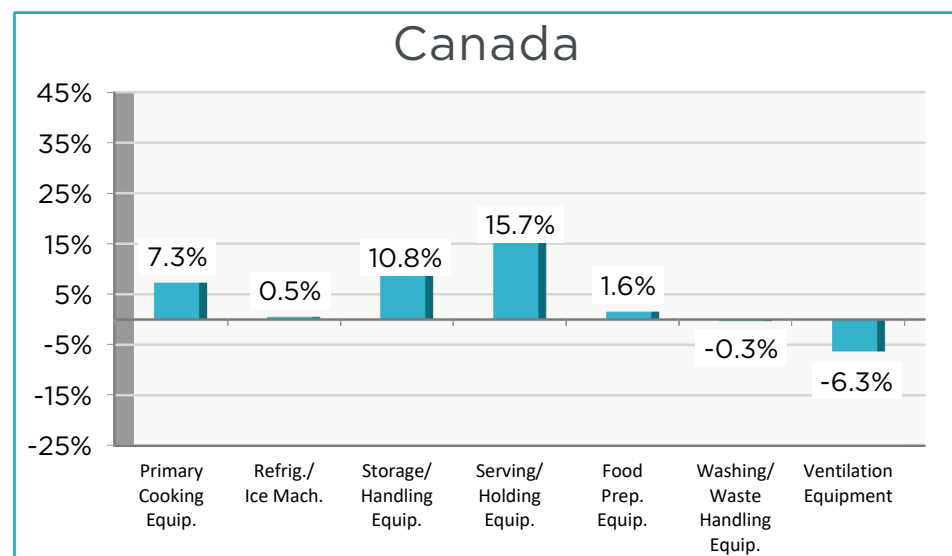 Canada
45%
35%
25%
15%
5%
-5%
-15%
-25%
7.3%
0.5%
10.8%
15.7%
1.6%
-0.3%
-6.3%
Primary
Cooking
Equip.
Refrig./
Ice Mach.
Storage/
Handling
Equip.
Serving/
Holding
Equip.
Food
Prep.
Equip.
Washing/
Waste
Handling
Equip.
Ventilation
Equipment